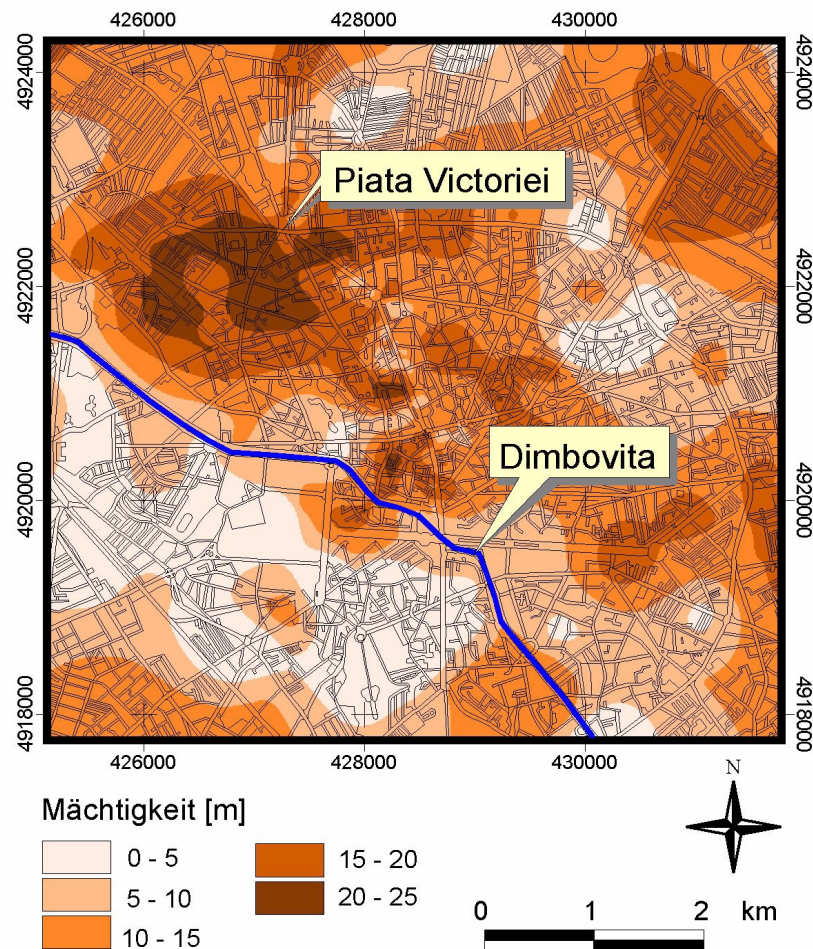 426000 428000 430000
4924000 4924000
Piata Victoriei
4922000 4922000
Dimbovita
4920000 4920000
4918000 4918000
426000 428000 430000
N
Mächtigkeit [m]
0 - 5 15 - 20
5 - 10 20 - 25
10 - 15
0 1 2 km